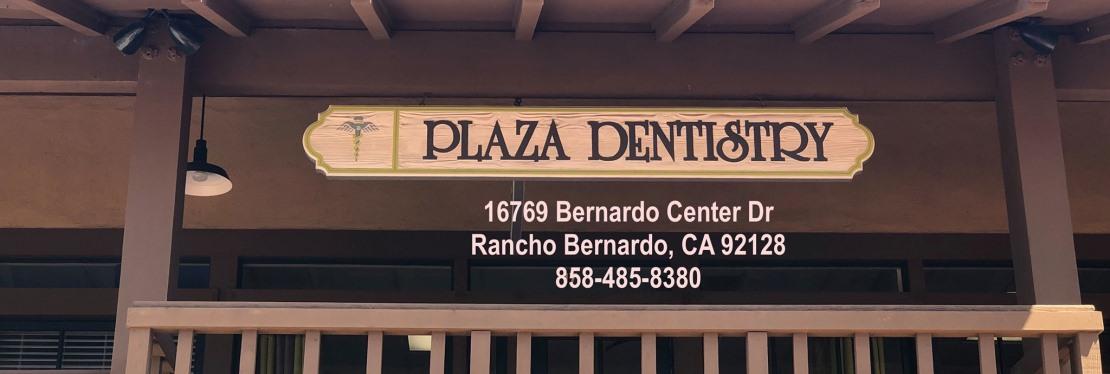 PLAZA DENTISTRY
16769 Bernardo Center Dr
Rancho Bernardo, CA 92128
858-485-8380